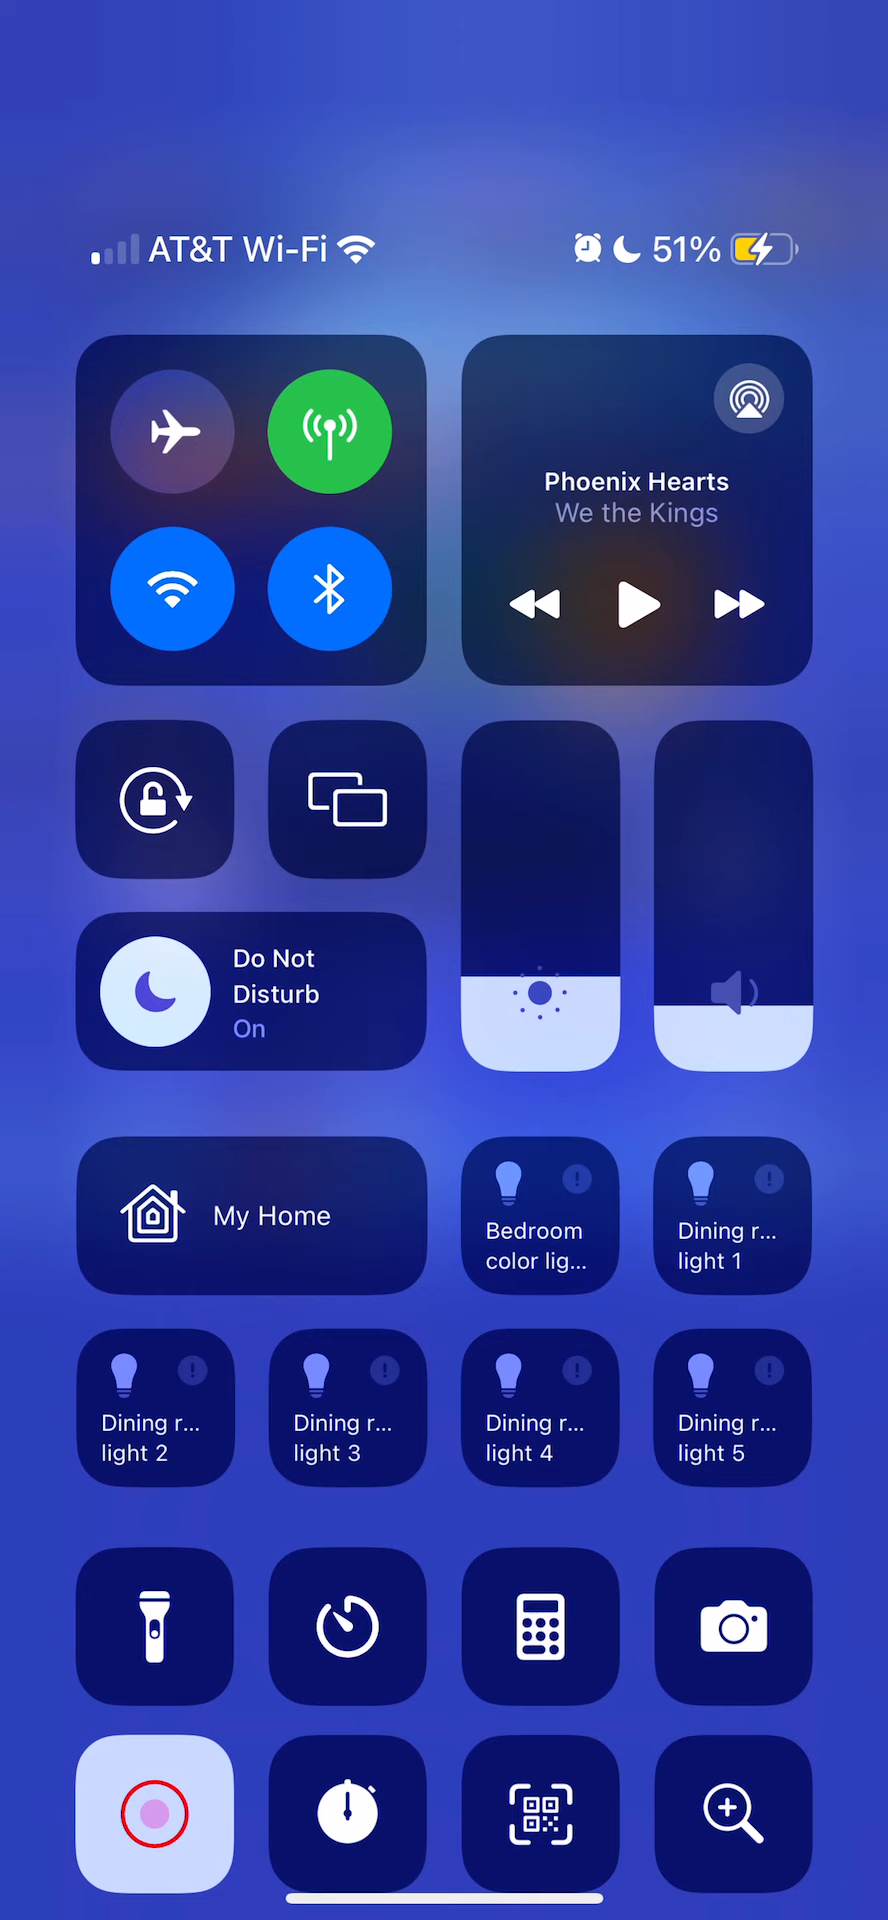 AT&T Wi-Fi 51%
Phoenix Hearts
We the Kings
Do Not
Disturb
On
My Home
Bedroom
color lig...
Dining r...
light 1
Dining r...
light 2
Dining r...
light 3
Dining r...
light 4
Dining r...
light 5